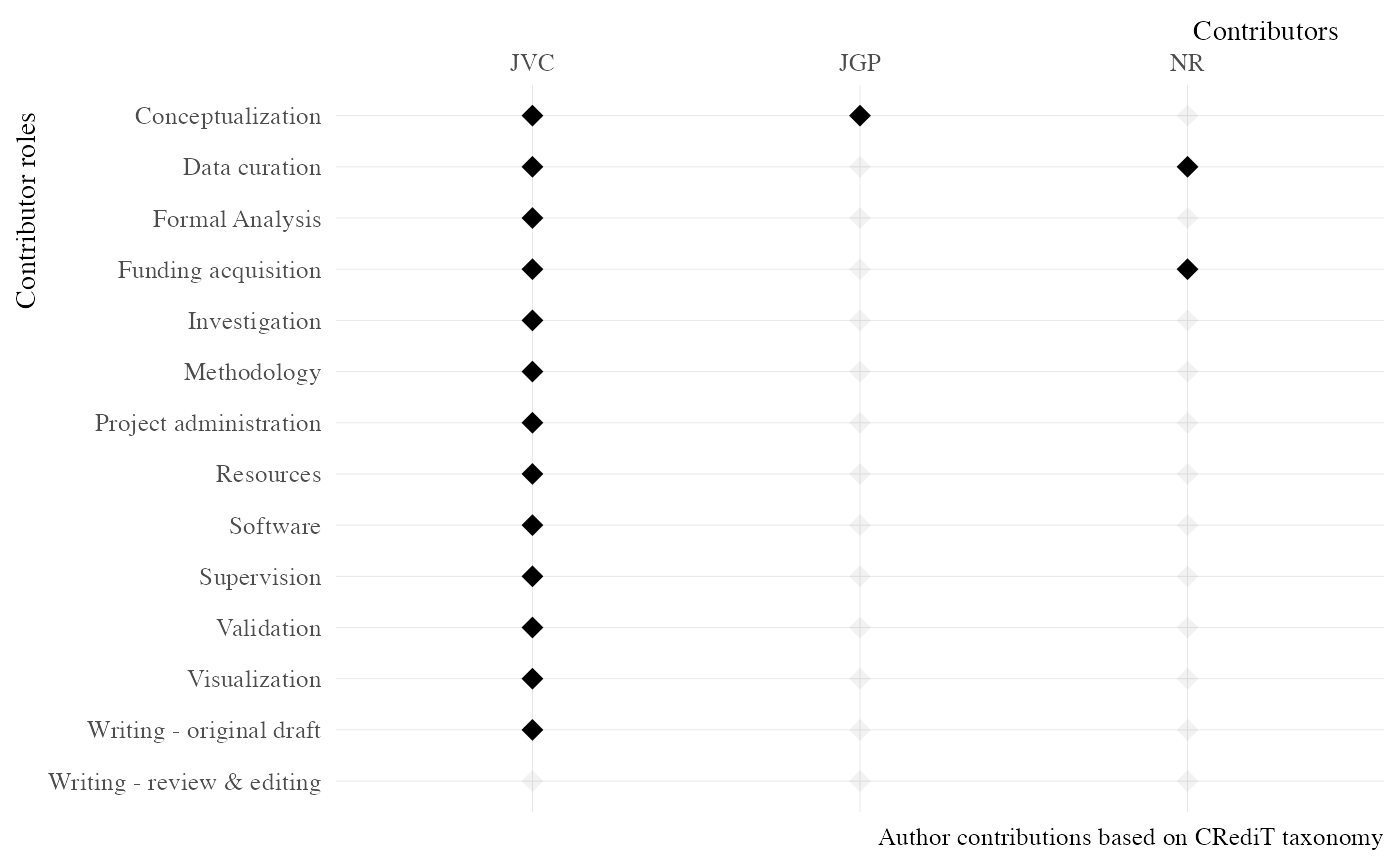 Contributors
JVC JGP NR
Contributor roles
Conceptualization
Data curation
Formal Analysis
Funding acquisition
Investigation
Methodology
Project administration
Resources
Software
Supervision
Validation
Visualization
Writing - original draft
Writing - review & editing
Author contributions based on CRediT taxonomy